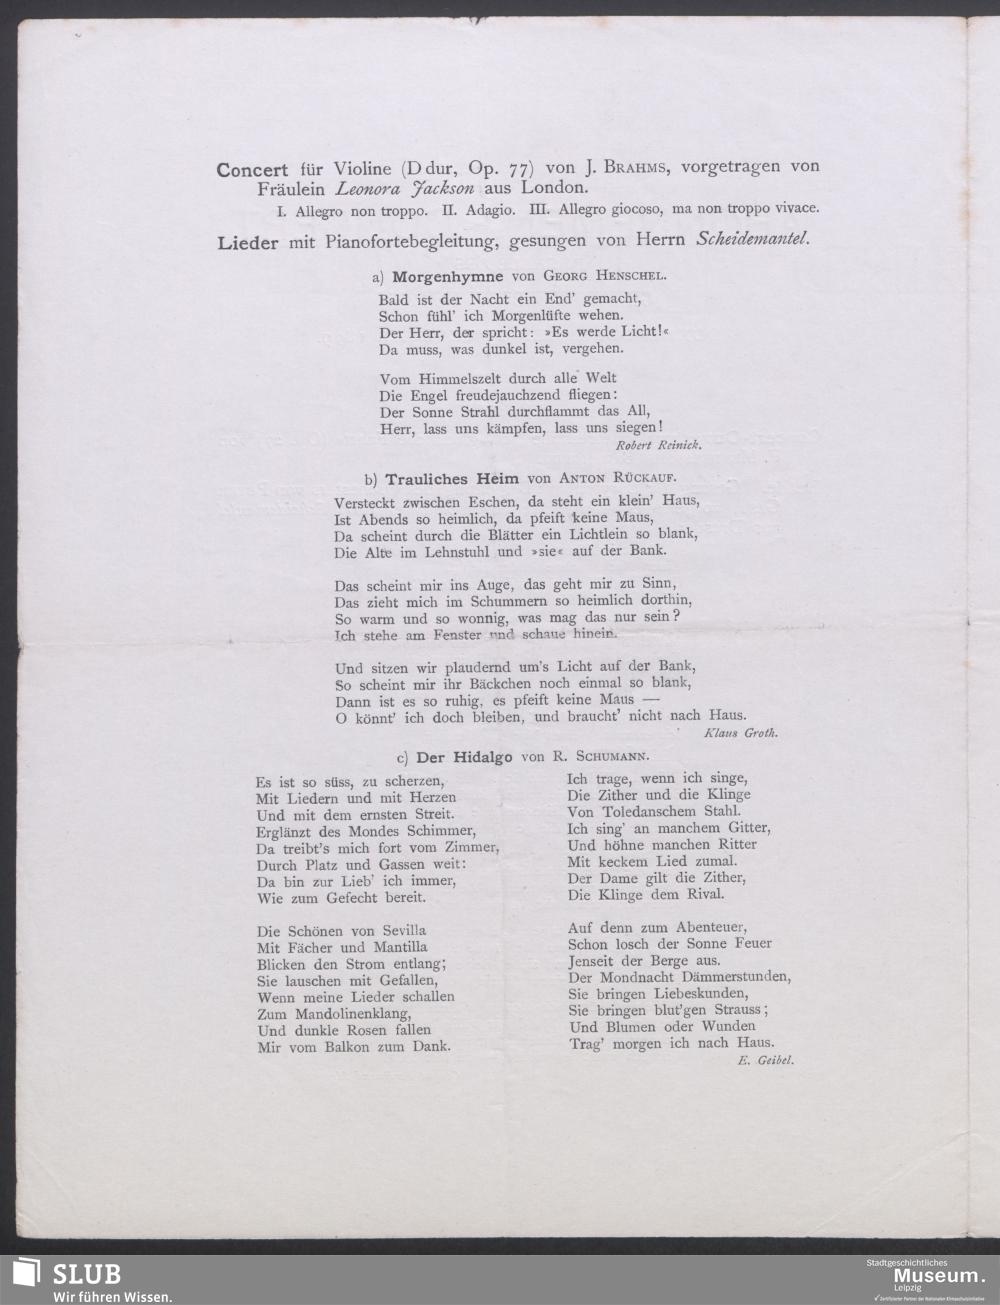 Concert für Violine (D dur, Op. 77) von J. Brahms, vorgetragen von
Fräulein Leonora Jackson aus London.
I. Allegro non troppo. II. Adagio. III. Allegro giocoso, ma non troppo vivace.
Lieder mit Pianofortebegleitung, gesungen von Herrn Scheidemantel.
a) Morgenhymne von Georg Henschel.
Bald ist der Nacht ein End' gemacht,
Schon fühl' ich Morgenlüfte wehen.
Der Herr, der spricht: »Es werde Licht!«
Da muss, was dunkel ist, vergehen.
Vom Himmelszelt durch alle Welt
Die Engel freudejauchzend fliegen:
Der Sonne Strahl durchflammt das All,
Herr, lass uns kämpfen, lass uns siegen!
Robert Reinick.
b) Trauliches Heim von Anton Rückauf.
Versteckt zwischen Eschen, da steht ein klein' Haus,
Ist Abends so heimlich, da pfeift keine Maus,
Da scheint durch die Blätter ein Lichtlein so blank,
Die Alte im Lehnstuhl und »sie« auf der Bank.
Das scheint mir ins Auge, das geht mir zu Sinn,
Das zieht mich im Schummern so heimlich dorthin,
So warm und so wonnig, was mag das nur sein?
Ich stehe am Fenster und schaue hinein.
Und sitzen wir plaudernd um's Licht auf der Bank,
So scheint mir ihr Bäckchen noch einmal so blank,
Dann ist es so ruhig, es pfeift keine Maus —
O könnt' ich doch bleiben, und braucht' nicht nach Haus.
Klaus Groth.
c) Der Hidalgo von R. Schumann.
Es ist so süss, zu scherzen,
Mit Liedern und mit Herzen
Und mit dem ernsten Streit.
Erglänzt des Mondes Schimmer,
Da treibt's mich fort vom Zimmer,
Durch Platz und Gassen weit:
Da bin zur Lieb' ich immer,
Wie zum Gefecht bereit.
Die Schönen von Sevilla
Mit Fächer und Mantilla
Blicken den Strom entlang;
Sie lauschen mit Gefallen,
Wenn meine Lieder schallen
Zum Mandolinenklang,
Und dunkle Rosen fallen
Mir vom Balkon zum Dank.
Ich trage, wenn ich singe,
Die Zither und die Klinge
Von Toledanschem Stahl.
Ich sing' an manchem Gitter,
Und höhne manchen Ritter
Mit keckem Lied zumal.
Der Dame gilt die Zither,
Die Klinge dem Rival.
Auf denn zum Abenteuer,
Schon losch der Sonne Feuer
Jenseit der Berge aus.
Der Mondnacht Dämmerstunden,
Sie bringen Liebeskunden,
Sie bringen blut'gen Strauss;
Und Blumen oder Wunden
Trag' morgen ich nach Haus.
E. Geibel.
SLUB
Wir führen Wissen.
Stadtgeschichtliches
Museum.
Leipzig
Zertifizierter Partner der Nationalen Klimaschutzinitiative